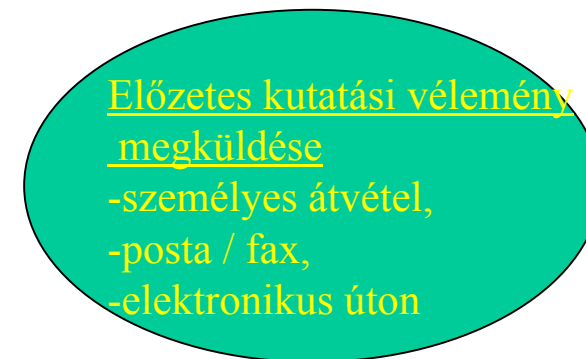 Előzetes kutatási vélemény
megküldése
-személyes átvétel,
-posta / fax,
-elektronikus úton